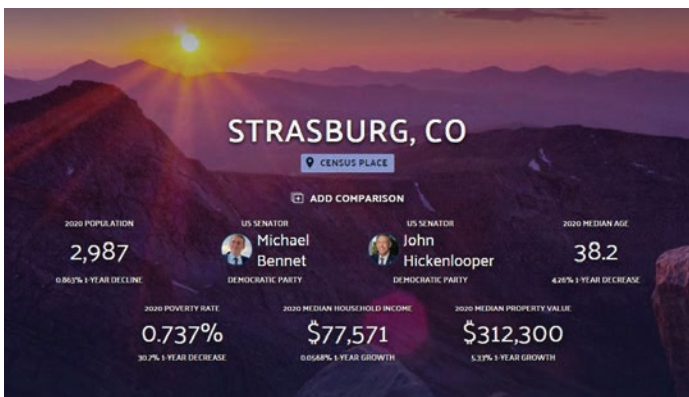 STRASBURG, CO
CENSUS PLACE
ADD COMPARISON
2020 POPULATION
2,987
0.863% 1-YEAR DECLINE
US SENATOR
Michael
Bennet
DEMOCRATIC PARTY
US SENATOR
John
Hickenlooper
DEMOCRATIC PARTY
2020 MEDIAN AGE
38.2
4.26% 1-YEAR DECREASE
2020 POVERTY RATE
0.737%
30.7% 1-YEAR DECREASE
2020 MEDIAN HOUSEHOLD INCOME
$77,571
0.0568% 1-YEAR GROWTH
2020 MEDIAN PROPERTY VALUE
$312,300
5.33% 1-YEAR GROWTH